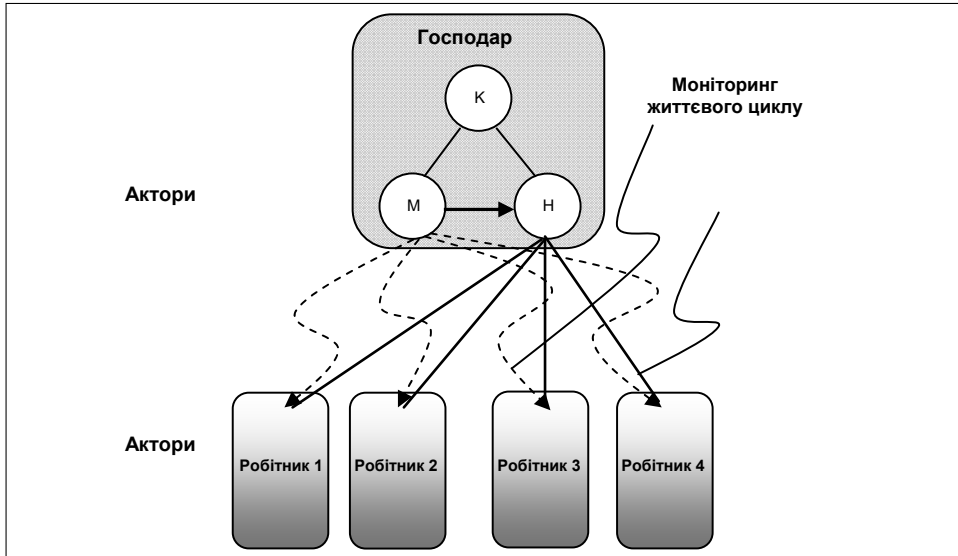 Господар
К
Моніторинг
життєвого циклу
Актори
М
Н
Актори
Робітник 1
Робітник 2
Робітник 3
Робітник 4